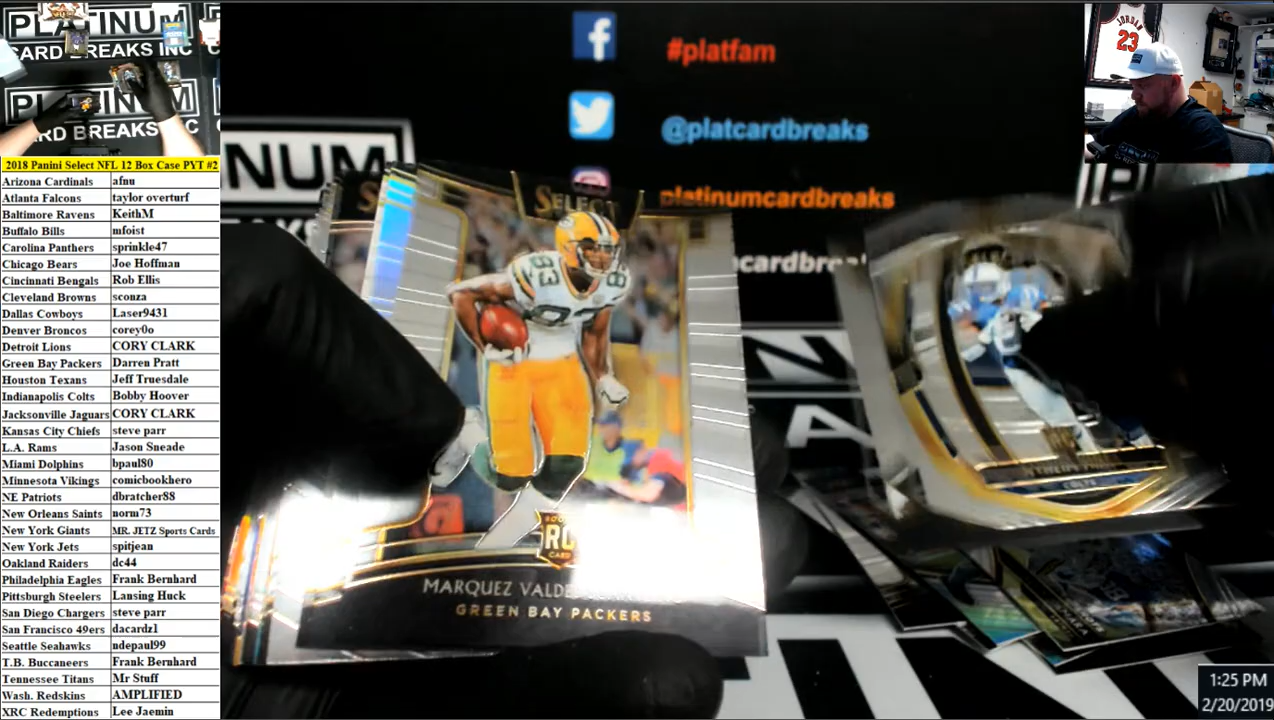 PLATINUM
CARD BREAKS INC
PLATINUM
CARD BREAKS INC
2018 Panini Select NFL 12 Box Case PYT #2
Arizona Cardinals afnu
Atlanta Falcons taylor overturf
Baltimore Ravens KeithM
Buffalo Bills mfoist
Carolina Panthers sprinkle47
Chicago Bears Joe Hoffman
Cincinnati Bengals Rob Ellis
Cleveland Browns sconza
Dallas Cowboys Laser9431
Denver Broncos corey0o
Detroit Lions CORY CLARK
Green Bay Packers Darren Pratt
Houston Texans Jeff Truesdale
Indianapolis Colts Bobby Hoover
Jacksonville Jaguars CORY CLARK
Kansas City Chiefs steve parr
L.A. Rams Jason Sneade
Miami Dolphins bpaul80
Minnesota Vikings comicbookhero
NE Patriots dbratcher88
New Orleans Saints norm73
New York Giants MR. JETZ Sports Cards
New York Jets spitjean
Oakland Raiders dc44
Philadelphia Eagles Frank Bernhard
Pittsburgh Steelers Lansing Huck
San Diego Chargers steve parr
San Francisco 49ers dacardz1
Seattle Seahawks ndepaul99
T.B. Buccaneers Frank Bernhard
Tennessee Titans Mr Stuff
Wash. Redskins AMPLIFIED
XRC Redemptions Lee Jaemin
#platfam
@platcardbreaks
platinumcardbreaks
NUM
SELECT
83
RC
CARD
MARQUEZ
GREEN BAY PACKERS
COLTS
JORDAN
23
1:25 PM
2/20/2019